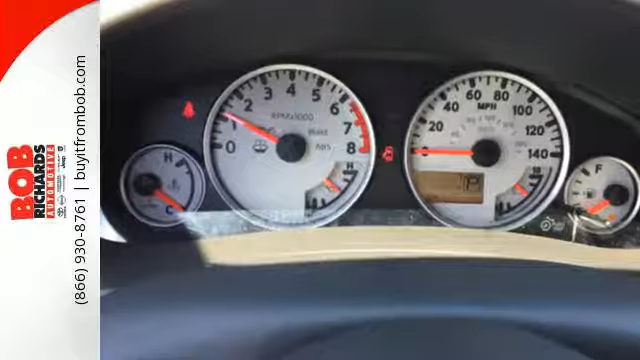 BOB
RICHARDS
AUTOMOTIVE
(866) 930-8761 | buyitfrombob.com
0 1 2 3 4 5 6 7 8
RPMx1000
ABS
H
C
20 40 60 80 100 120 140
MPH
P
F